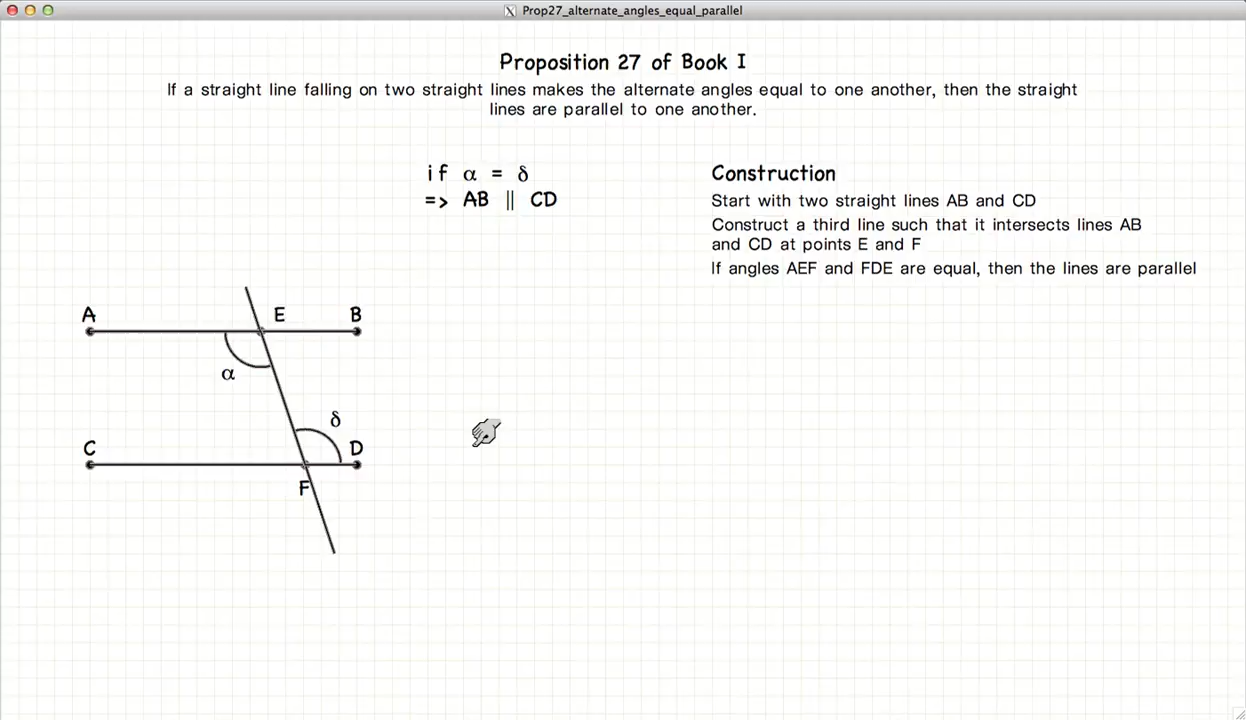 Prop27_alternate_angles_equal_parallel
Proposition 27 of Book I
If a straight line falling on two straight lines makes the alternate angles equal to one another, then the straight
lines are parallel to one another.
if α = δ
=> AB || CD
Construction
Start with two straight lines AB and CD
Construct a third line such that it intersects lines AB
and CD at points E and F
If angles AEF and FDE are equal, then the lines are parallel
A
E
B
α
δ
C
D
F